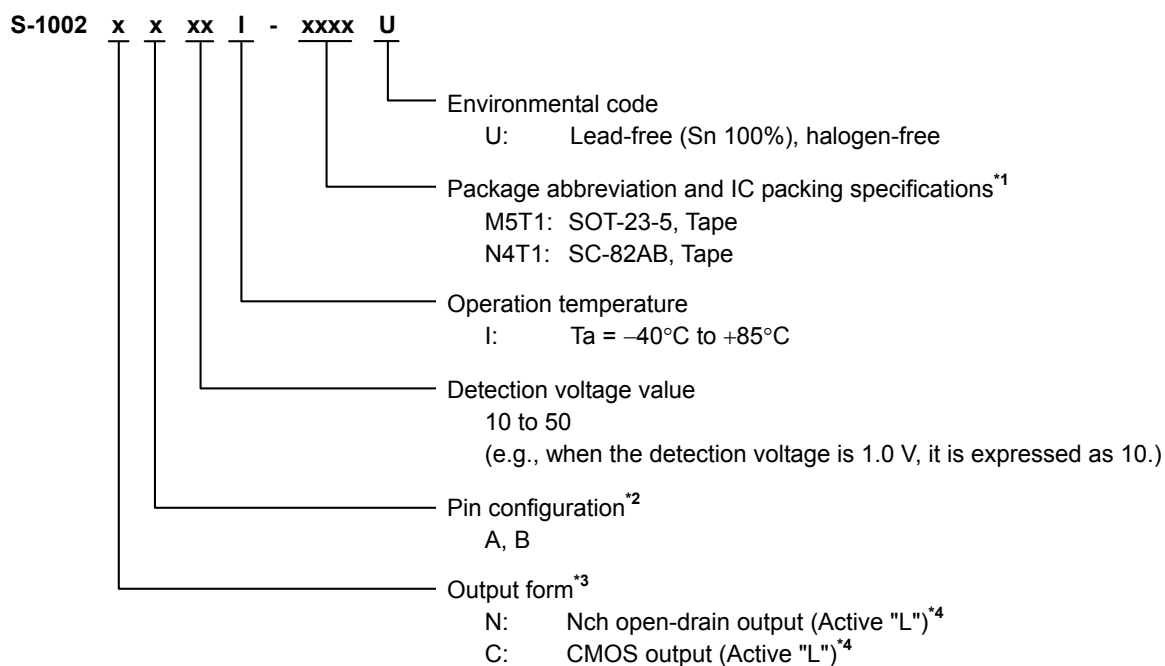 S-1002 x x xx I - xxxx U
Environmental code
U: Lead-free (Sn 100%), halogen-free
Package abbreviation and IC packing specifications*1
M5T1: SOT-23-5, Tape
N4T1: SC-82AB, Tape
Operation temperature
I: Ta = −40°C to +85°C
Detection voltage value
10 to 50
(e.g., when the detection voltage is 1.0 V, it is expressed as 10.)
Pin configuration*2
A, B
Output form*3
N: Nch open-drain output (Active "L")*4
C: CMOS output (Active "L")*4